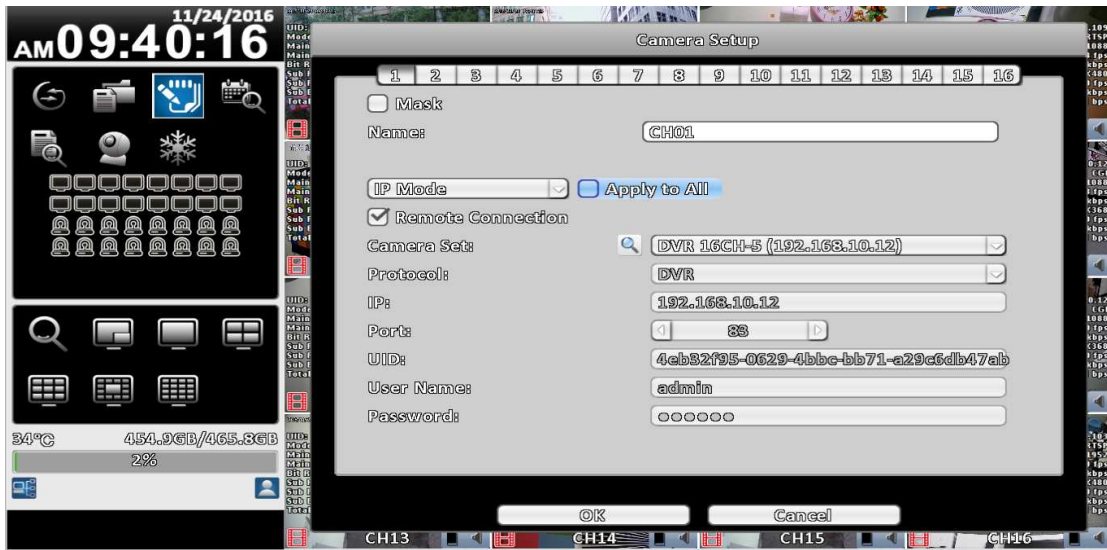 11/24/2016
AM09:40:16
34°C
454.9GB/465.8GB
2%
Camera Setup
1 2 3 4 5 6 7 8 9 10 11 12 13 14 15 16
Mask
Name:
CH01
IP Mode
Apply to All
Remote Connection
Camera Set:
DVR 16CH-5 (192.168.10.12)
Protocol:
DVR
IP:
192.168.10.12
Port:
83
UID:
4eb32f95-0629-4bbc-bb71-a29c6db47ab
User Name:
admin
Password:
OK
Cancel
CH13
CH14
CH15
CH16